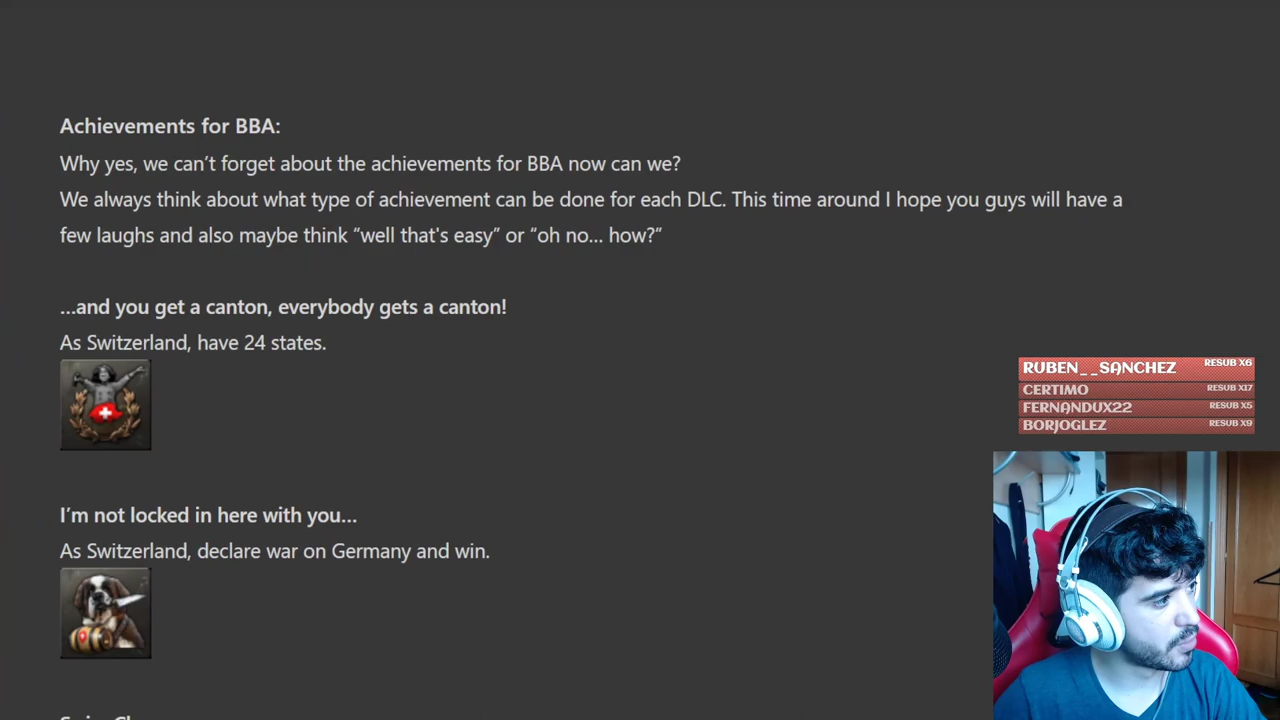 Achievements for BBA:
Why yes, we can’t forget about the achievements for BBA now can we?
We always think about what type of achievement can be done for each DLC. This time around I hope you guys will have a
few laughs and also maybe think “well that's easy” or “oh no... how?”
...and you get a canton, everybody gets a canton!
As Switzerland, have 24 states.
RUBEN__SANCHEZ RESUB X6
CERTIMO RESUB X17
FERNANDUX22 RESUB X5
BORJOGLEZ RESUB X9
I’m not locked in here with you...
As Switzerland, declare war on Germany and win.